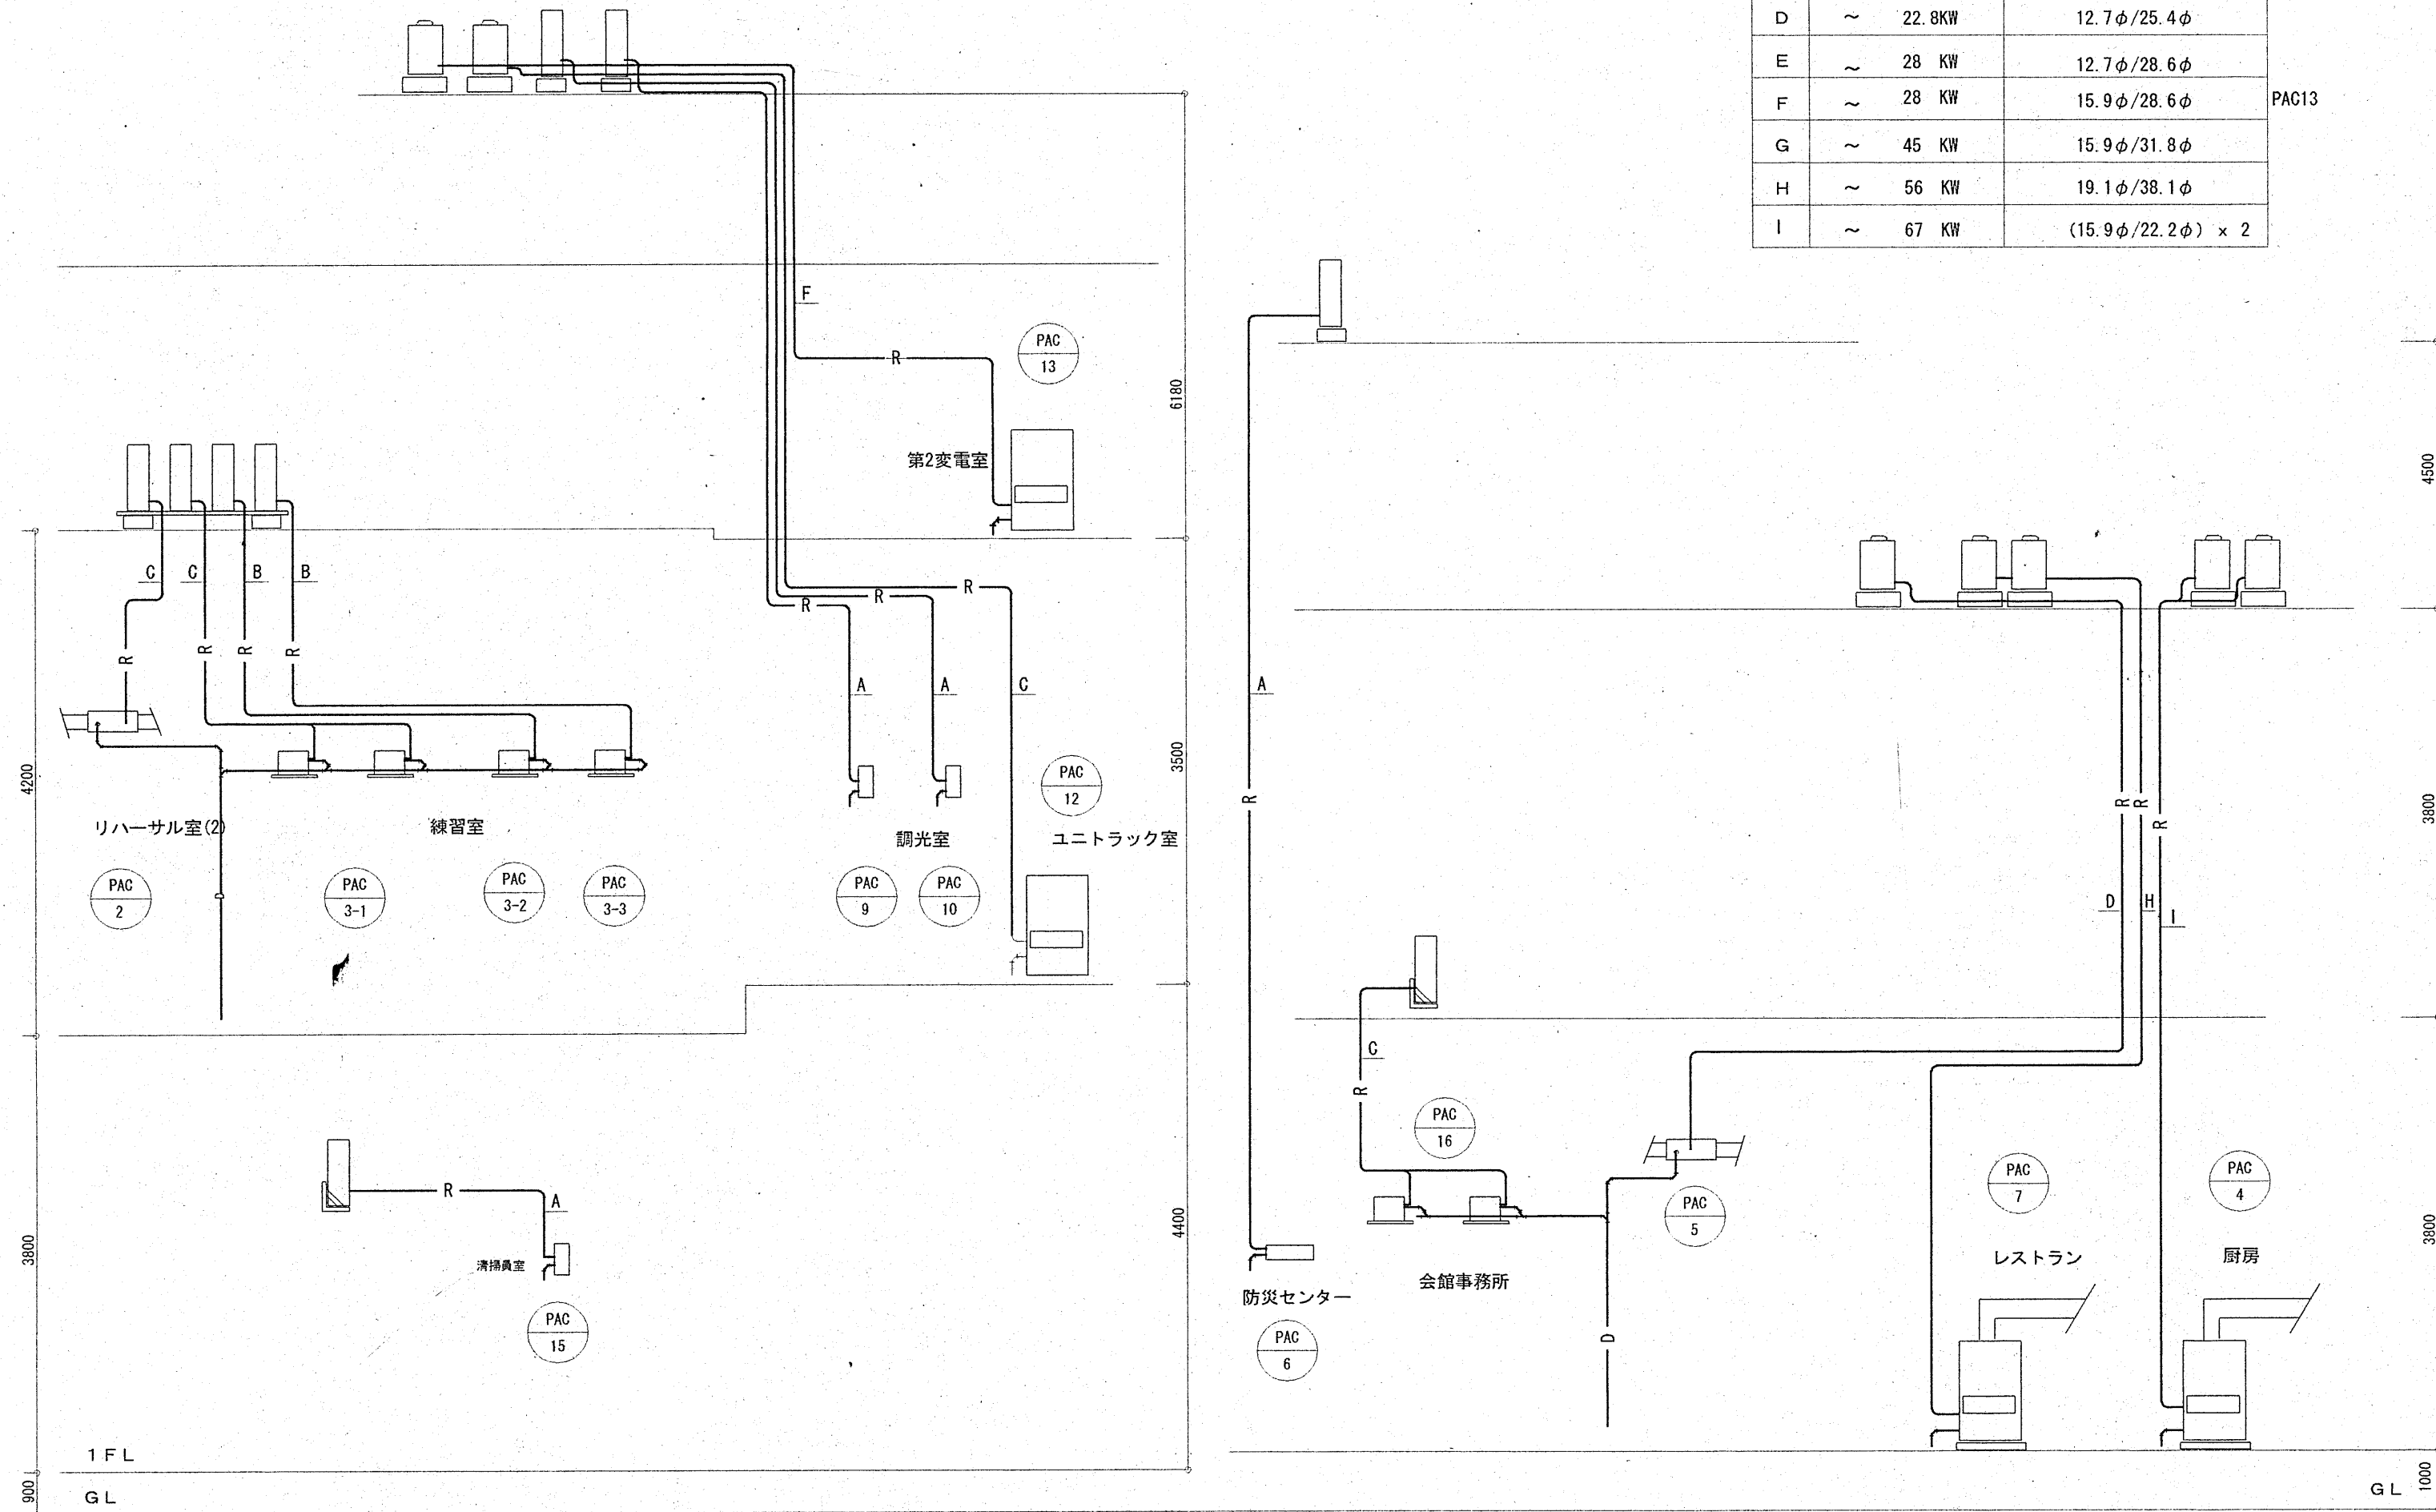 D ～ 22.8KW 12.7φ/25.4φ
E ～ 28 KW 12.7φ/28.6φ
F ～ 28 KW 15.9φ/28.6φ PAC13
G ～ 45 KW 15.9φ/31.8φ
H ～ 56 KW 19.1φ/38.1φ
I ～ 67 KW (15.9φ/22.2φ) × 2
F
R
PAC
13
6180
第2変電室
4500
C C B B
R R R R
R R R
A A C
A
4200
3500
3800
PAC
12
リハーサル室(2)
練習室
調光室
ユニトラック室
PAC
2
PAC
3-1
PAC
3-2
PAC
3-3
PAC
9
PAC
10
R
R R R
D H I
C
R
PAC
16
R
A
清掃員室
PAC
15
3800
4400
PAC
5
PAC
7
PAC
4
レストラン
厨房
3800
会館事務所
防災センター
PAC
6
D
1FL
900
GL
GL
1000